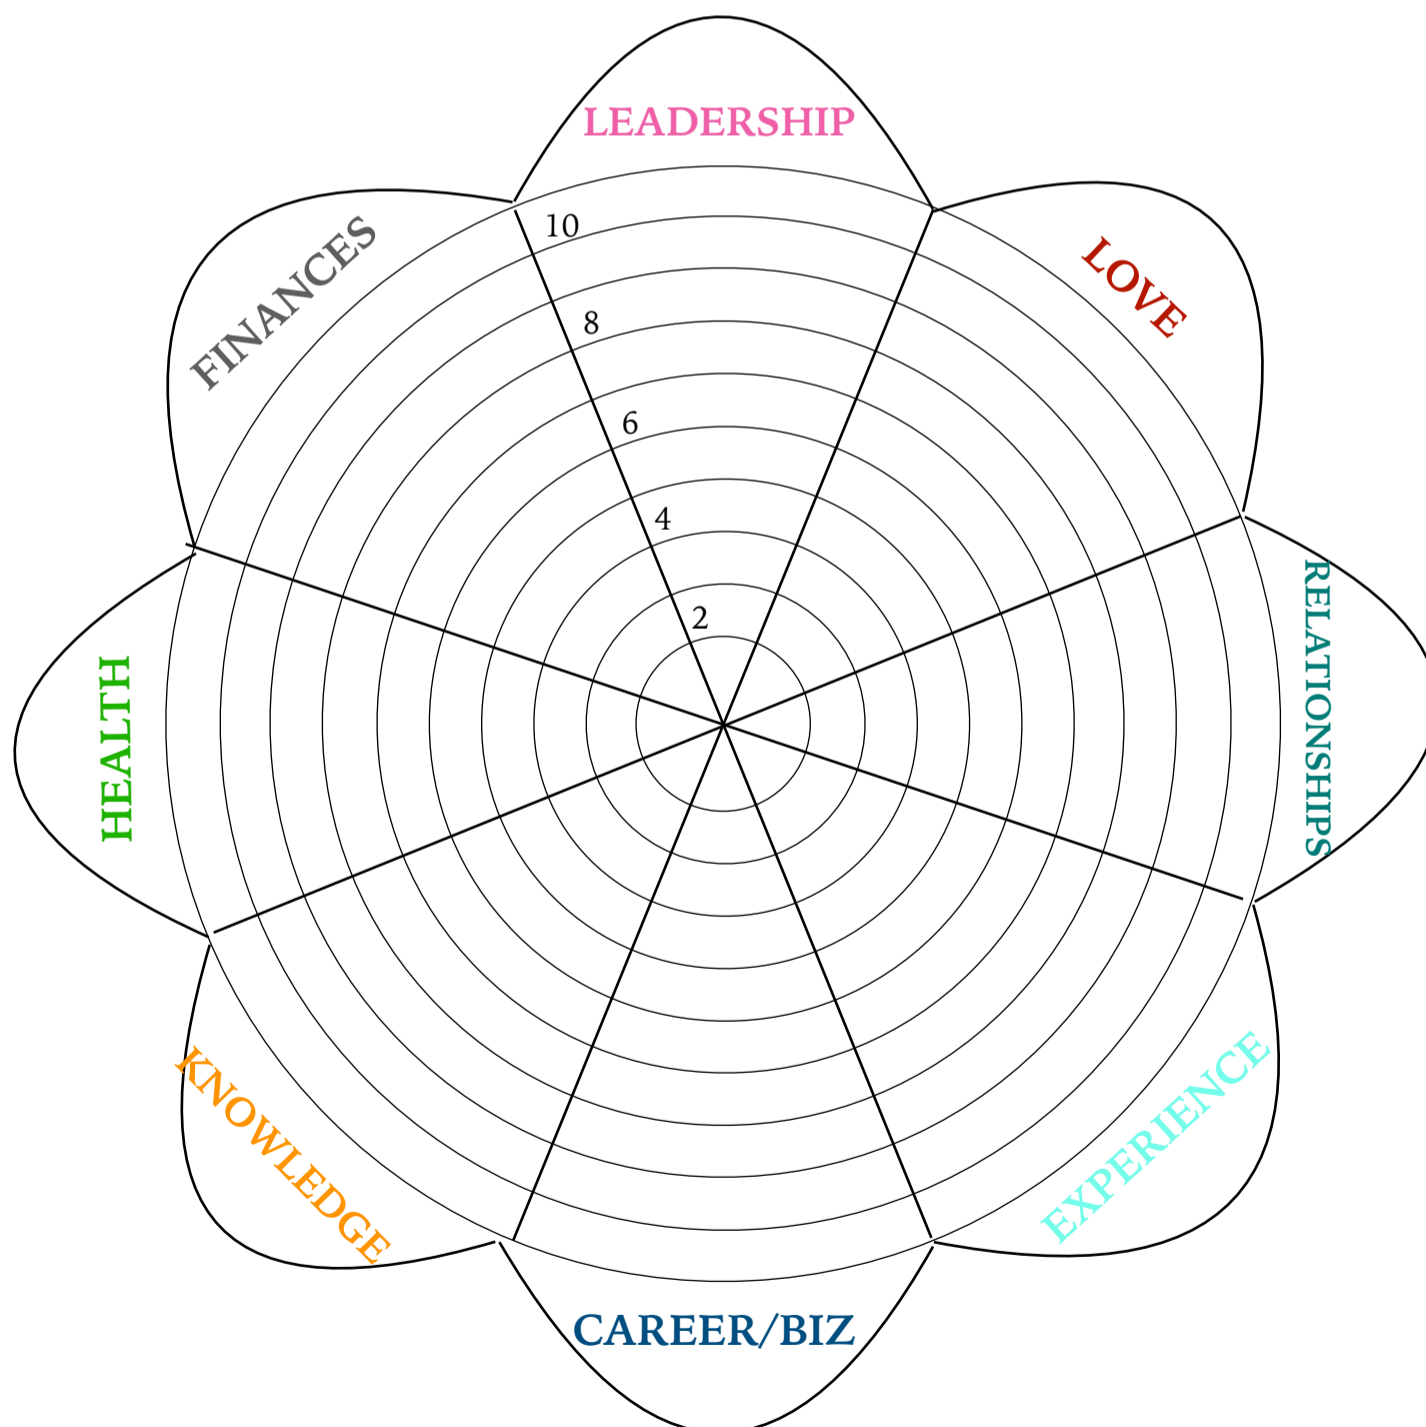 LEADERSHIP
LOVE
FINANCES
10
8
6
4
2
RELATIONSHIPS
HEALTH
EXPERIENCE
KNOWLEDGE
CAREER/BIZ